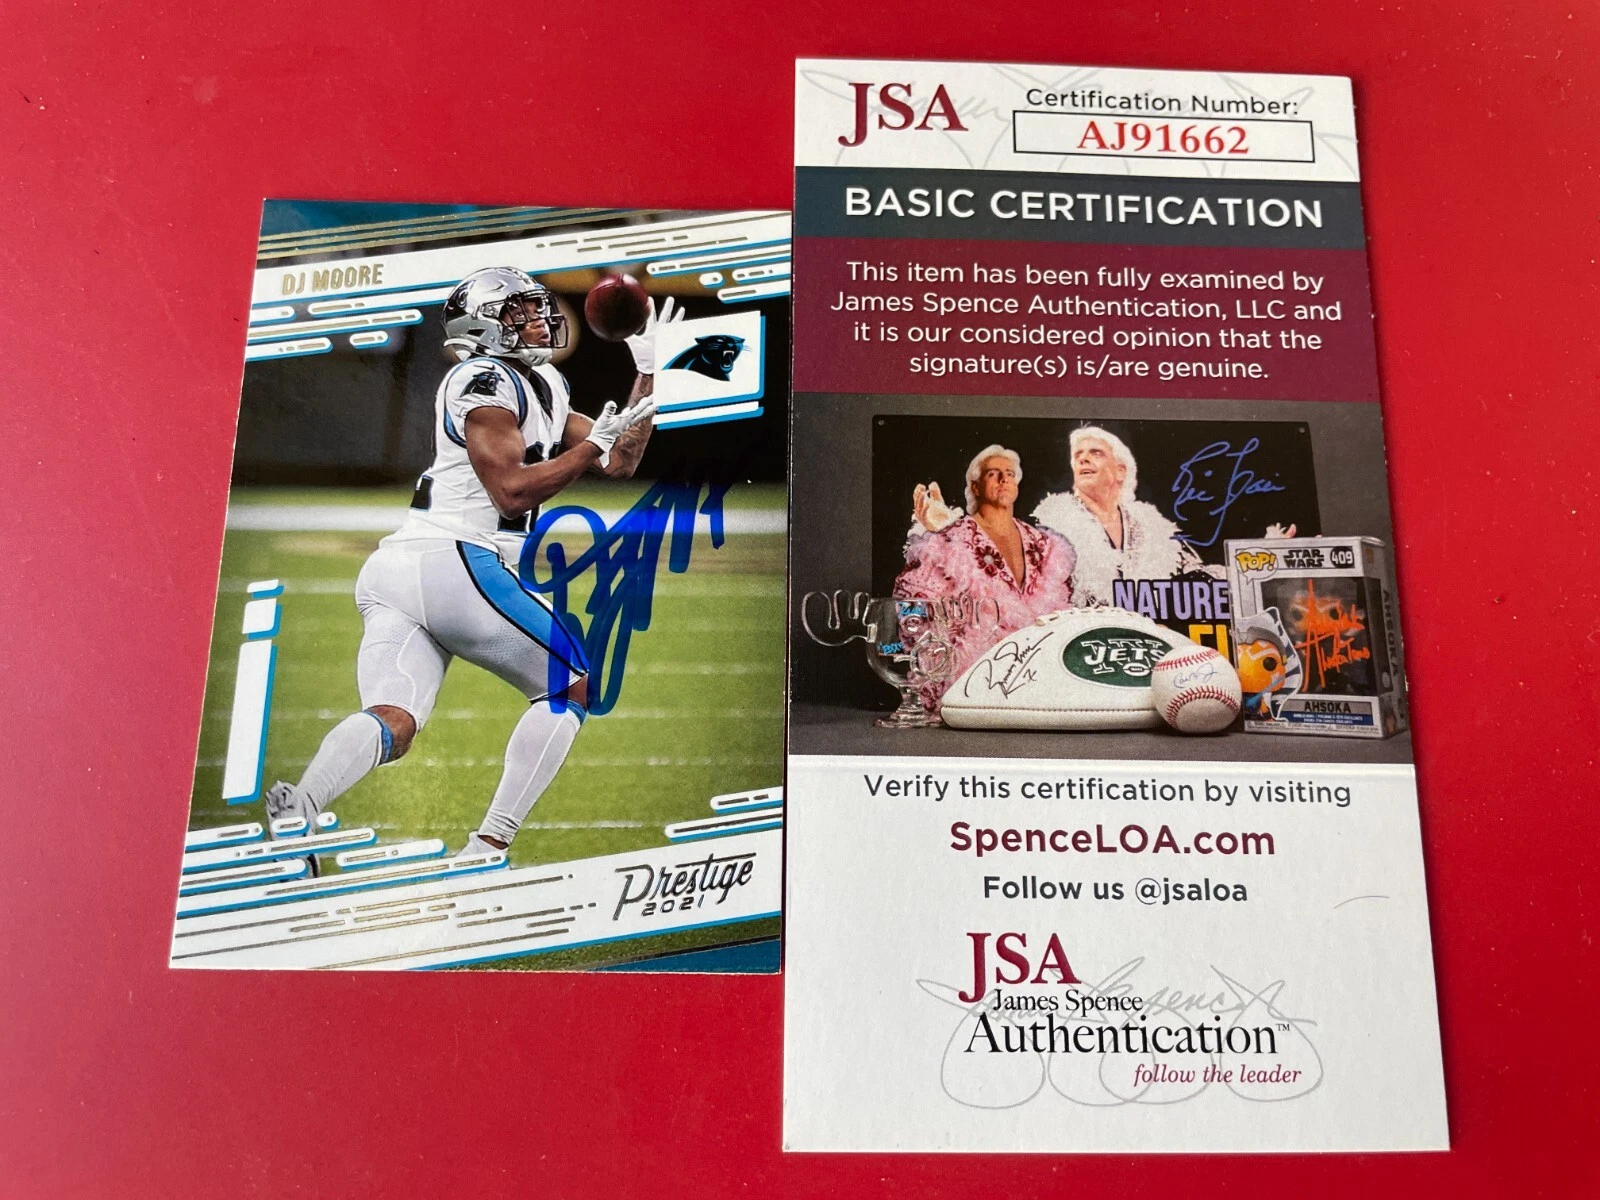 DJ MOORE
Prestige
2021
JSA
Certification Number:
AJ91662
BASIC CERTIFICATION
This item has been fully examined by
James Spence Authentication, LLC and
it is our considered opinion that the
signature(s) is/are genuine.
NATURE
JETS
POP!
STAR
WARS
409
AHSOKA
AHSOKA
Verify this certification by visiting
SpenceLOA.com
Follow us @jsaloa
JSA
James Spence
Authentication™
follow the leader